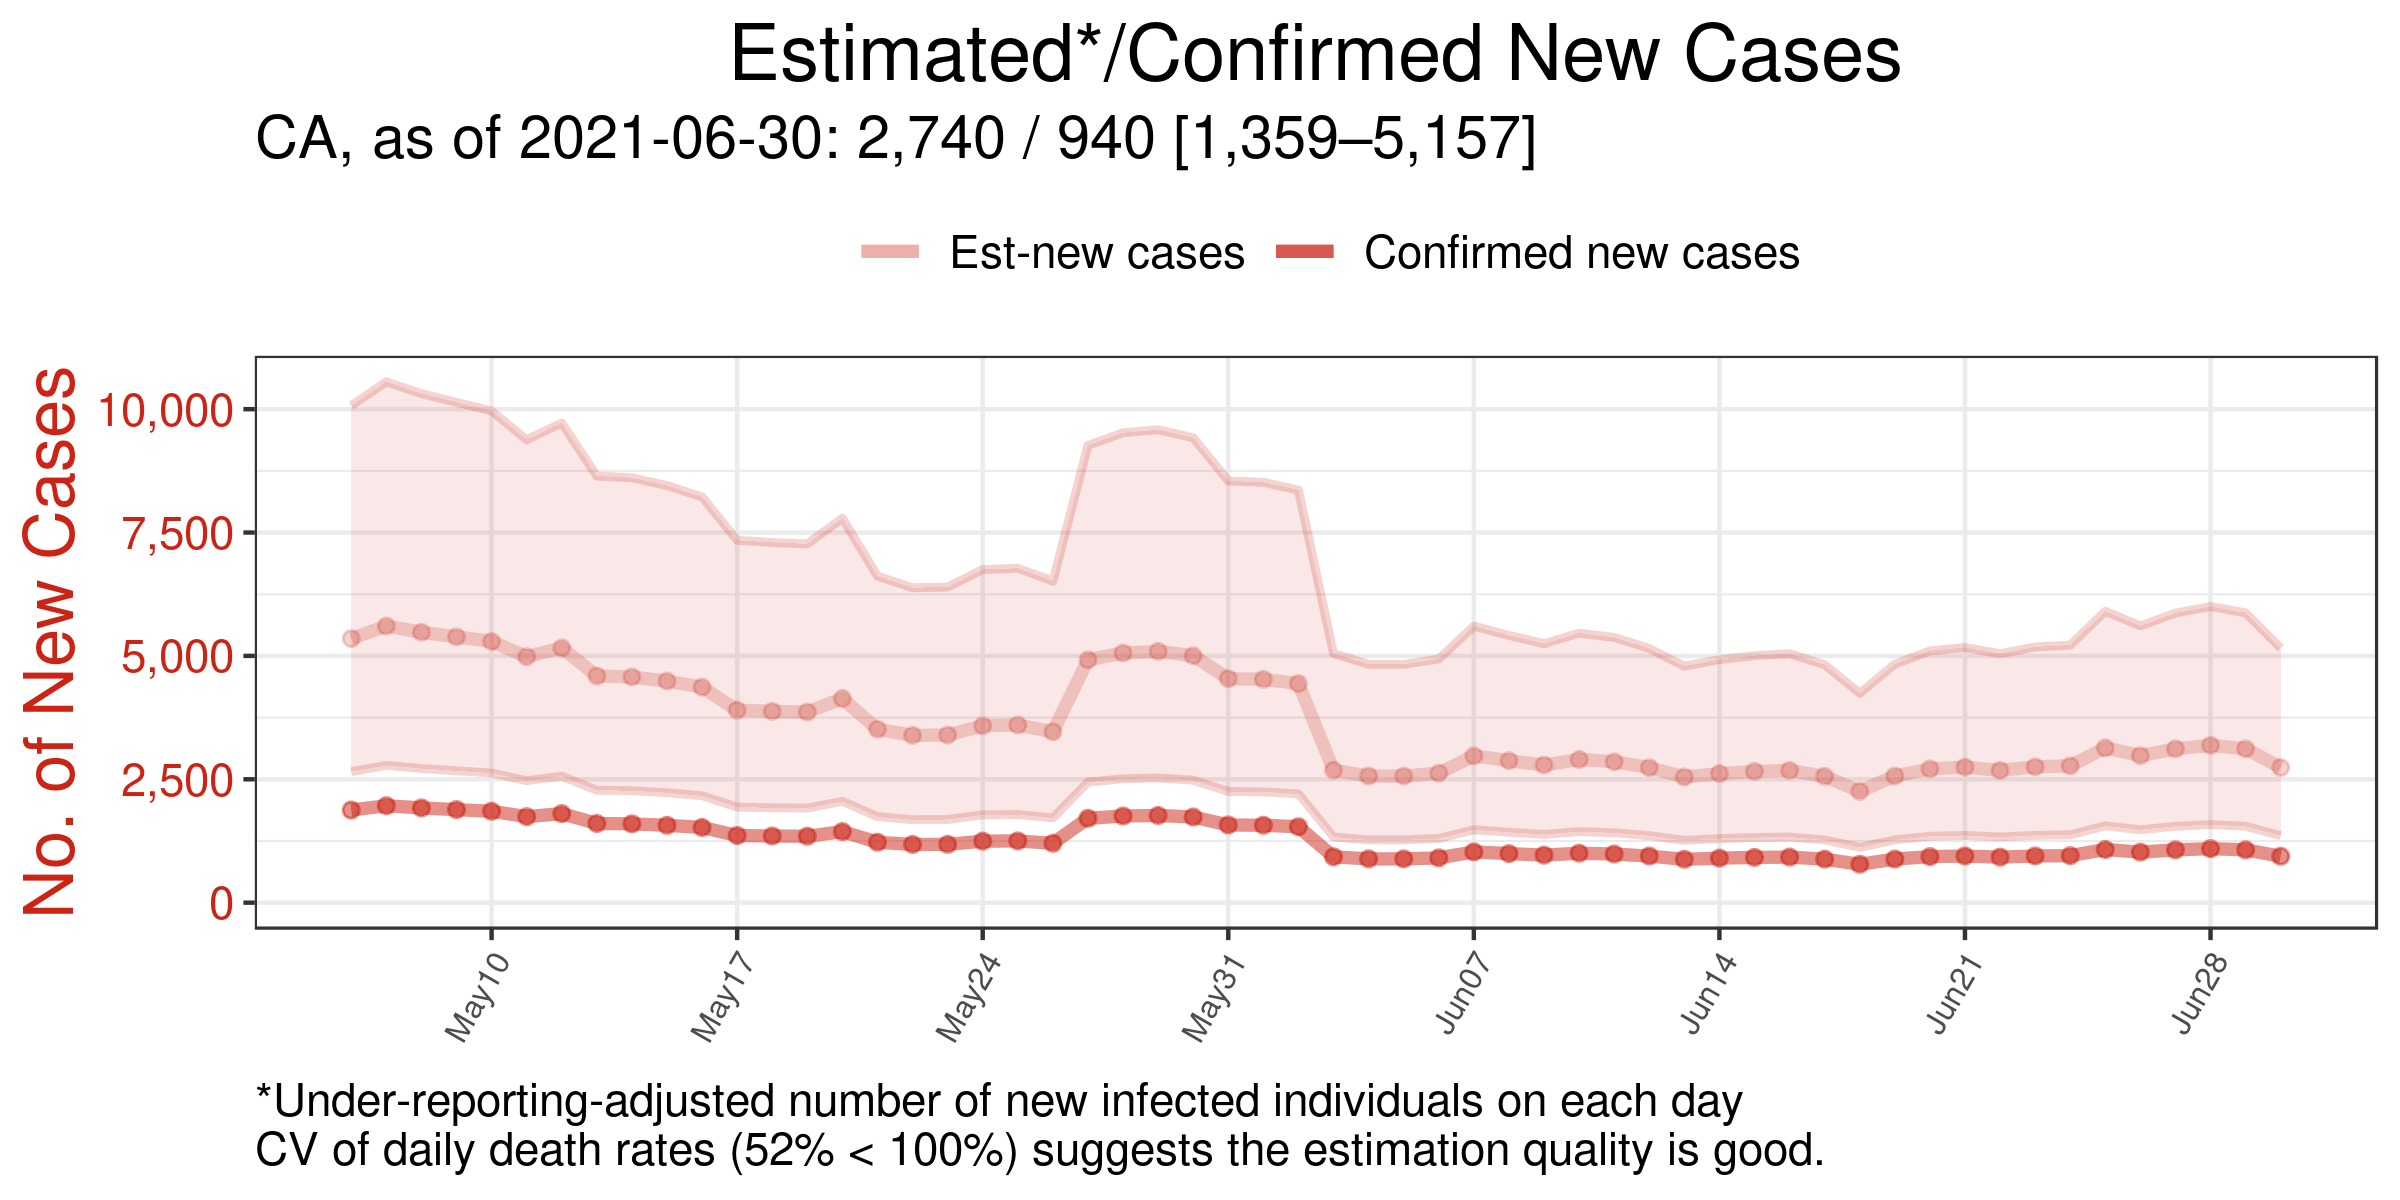 Estimated*/Confirmed New Cases
CA, as of 2021-06-30: 2,740 / 940 [1,359–5,157]
Est-new cases
Confirmed new cases
No. of New Cases
10,000
7,500
5,000
2,500
0
May10
May17
May24
May31
Jun07
Jun14
Jun21
Jun28
*Under-reporting-adjusted number of new infected individuals on each day
CV of daily death rates (52% < 100%) suggests the estimation quality is good.